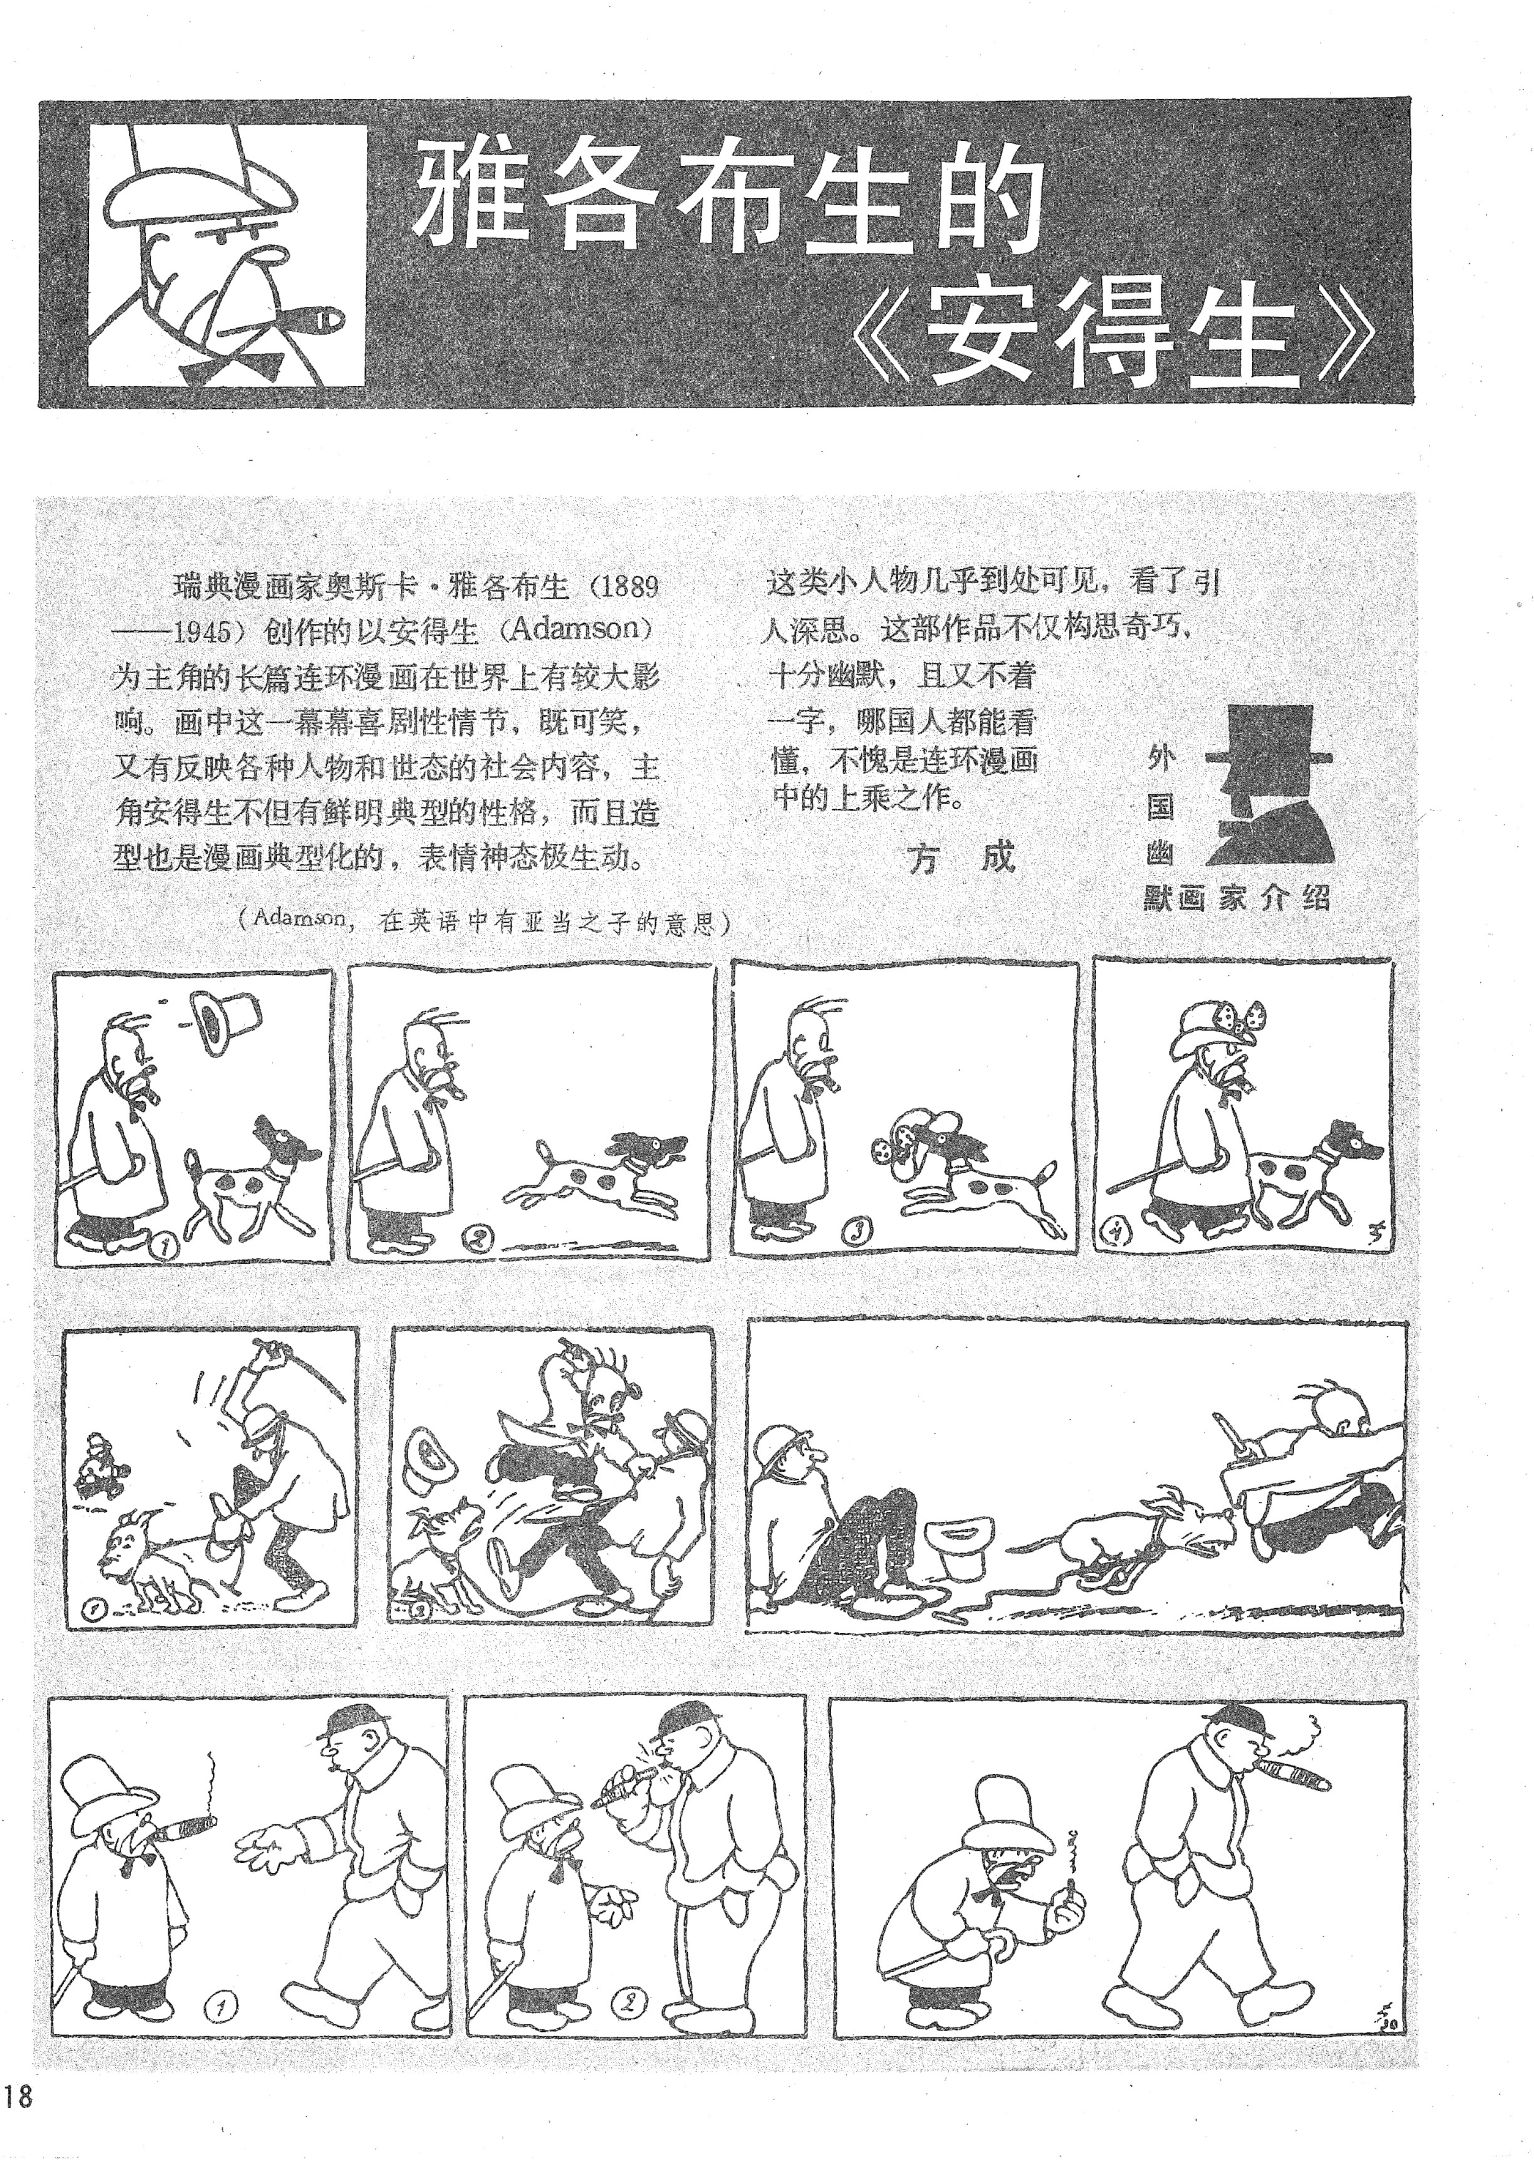 雅各布生的
《安得生》
瑞典漫画家奥斯卡·雅各布生（1889
——1945）创作的以安得生（Adamson）
为主角的长篇连环漫画在世界上有较大影
响。画中这一幕幕喜剧性情节，既可笑，
又有反映各种人物和世态的社会内容，主
角安得生不但有鲜明典型的性格，而且造
型也是漫画典型化的，表情神态极生动。
这类小人物几乎到处可见，看了引
人深思。这部作品不仅构思奇巧，
十分幽默，且又不着
一字，哪国人都能看
懂，不愧是连环漫画
中的上乘之作。
方 成
（Adamson，在英语中有亚当之子的意思）
外
国
幽
默画家介绍
1
2
3
4
1
2
1
2
18